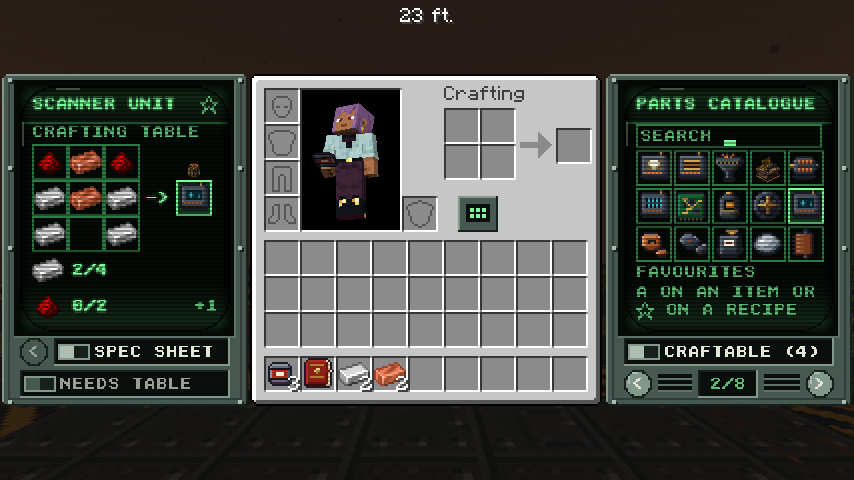 23 ft.
SCANNER UNIT
CRAFTING TABLE
2/4
0/2
+1
SPEC SHEET
NEEDS TABLE
Crafting
3
2
2
PARTS CATALOGUE
SEARCH
FAVOURITES
A ON AN ITEM OR
ON A RECIPE
CRAFTABLE (4)
2/8